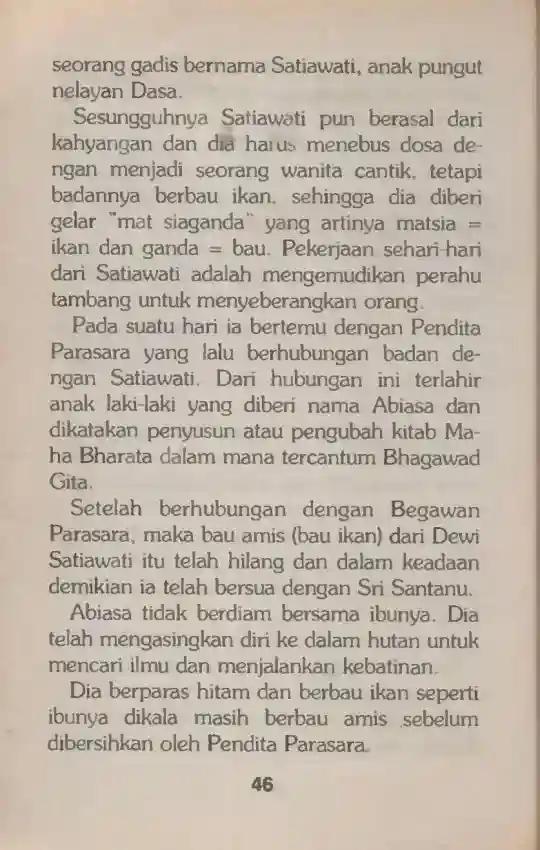 seorang gadis bernama Satiawati, anak pungut
nelayan Dasa.
Sesungguhnya Satiawati pun berasal dari
kahyangan dan dia harus menebus dosa de-
ngan menjadi seorang wanita cantik, tetapi
badannya berbau ikan, sehingga dia diberi
gelar "mat siaganda" yang artinya matsia =
ikan dan ganda = bau. Pekerjaan sehari-hari
dari Satiawati adalah mengemudikan perahu
tambang untuk menyeberangkan orang.
Pada suatu hari ia bertemu dengan Pendita
Parasara yang lalu berhubungan badan de-
ngan Satiawati. Dari hubungan ini terlahir
anak laki-laki yang diberi nama Abiasa dan
dikatakan penyusun atau pengubah kitab Ma-
ha Bharata dalam mana tercantum Bhagawad
Gita.
Setelah berhubungan dengan Begawan
Parasara, maka bau amis (bau ikan) dari Dewi
Satiawati itu telah hilang dan dalam keadaan
demikian ia telah bersua dengan Sri Santanu.
Abiasa tidak berdiam bersama ibunya. Dia
telah mengasingkan diri ke dalam hutan untuk
mencari ilmu dan menjalankan kebatinan.
Dia berparas hitam dan berbau ikan seperti
ibunya dikala masih berbau amis sebelum
dibersihkan oleh Pendita Parasara.
46